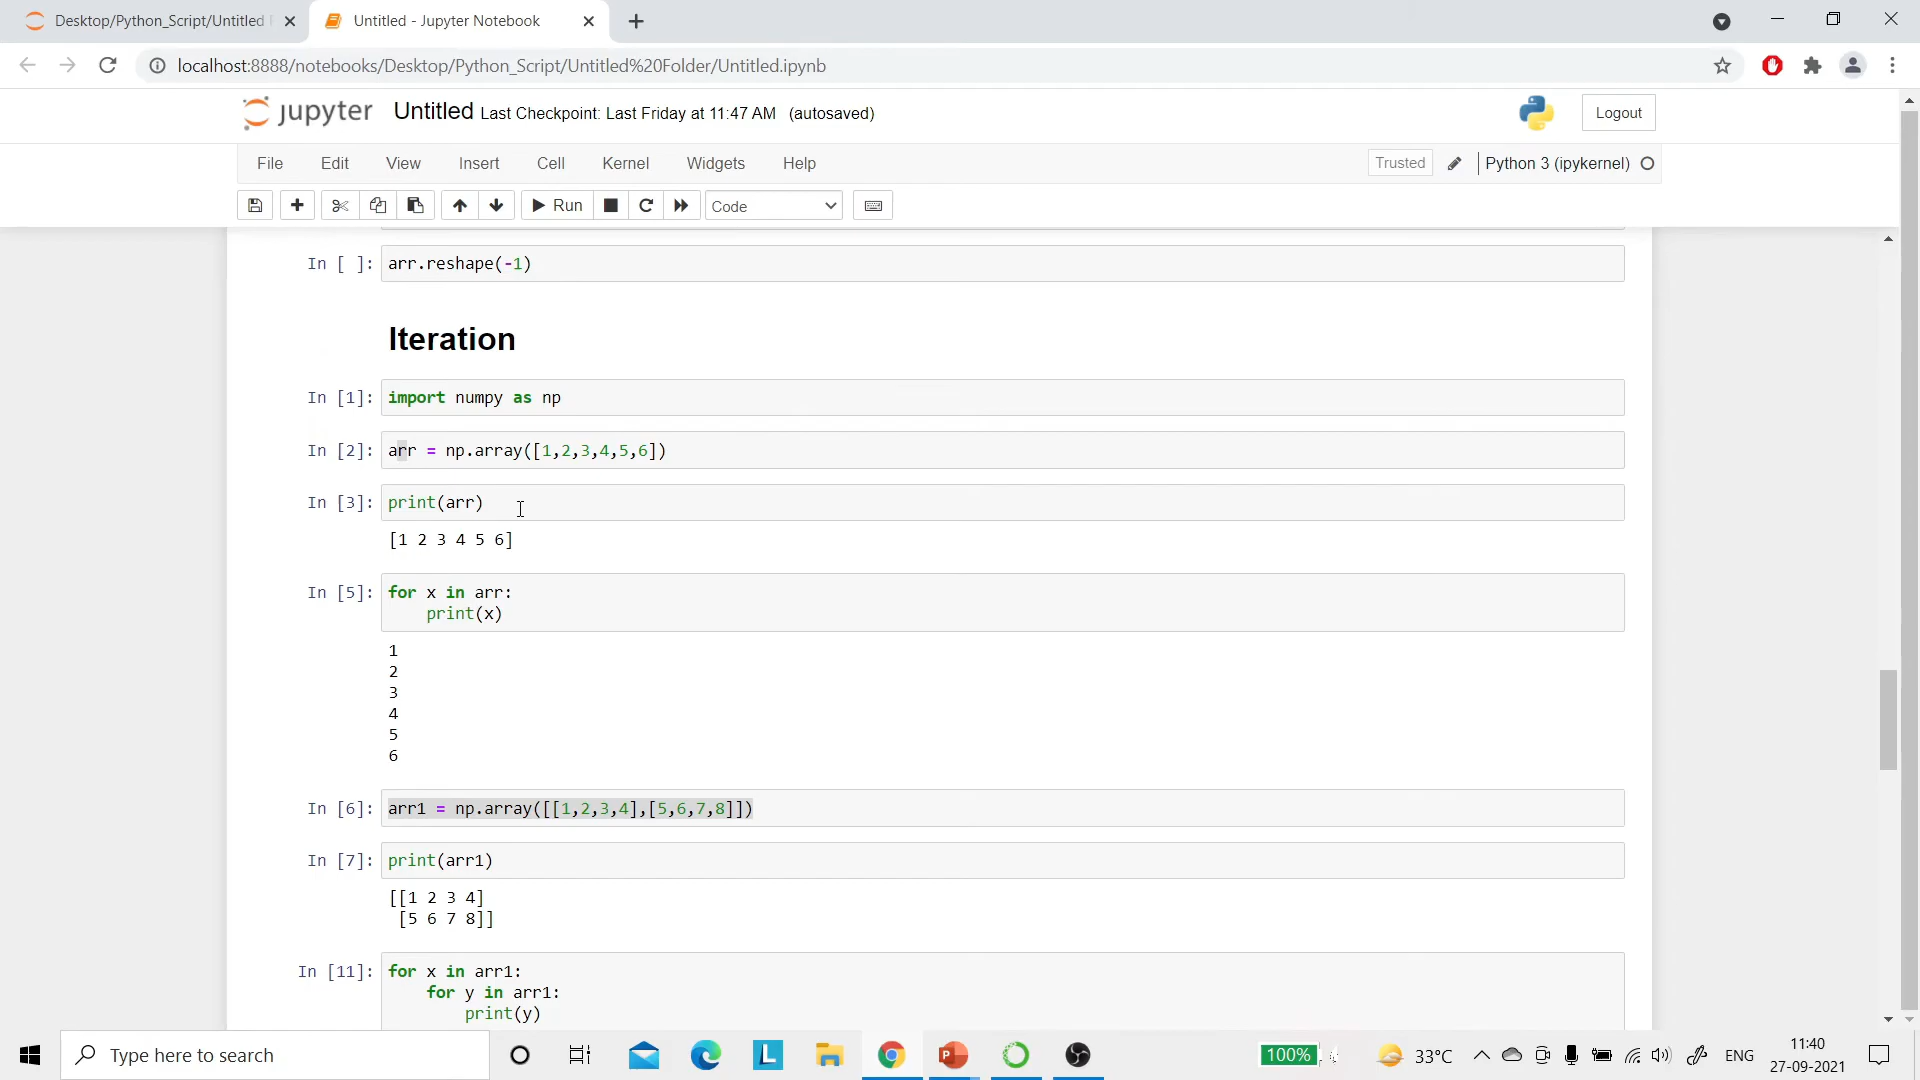 Desktop/Python_Script/Untitled
Untitled - Jupyter Notebook
localhost:8888/notebooks/Desktop/Python_Script/Untitled%20Folder/Untitled.ipynb
jupyter Untitled Last Checkpoint: Last Friday at 11:47 AM (autosaved)
Logout
File Edit View Insert Cell Kernel Widgets Help
Trusted Python 3 (ipykernel)
Run Code
In [ ]: arr.reshape(-1)
Iteration
In [1]: import numpy as np
In [2]: arr = np.array([1,2,3,4,5,6])
In [3]: print(arr)
[1 2 3 4 5 6]
In [5]: for x in arr:
print(x)
1
2
3
4
5
6
In [6]: arr1 = np.array([[1,2,3,4],[5,6,7,8]])
In [7]: print(arr1)
[[1 2 3 4]
[5 6 7 8]]
In [11]: for x in arr1:
for y in arr1:
print(y)
Type here to search
L
100%
33°C
ENG
11:40
27-09-2021